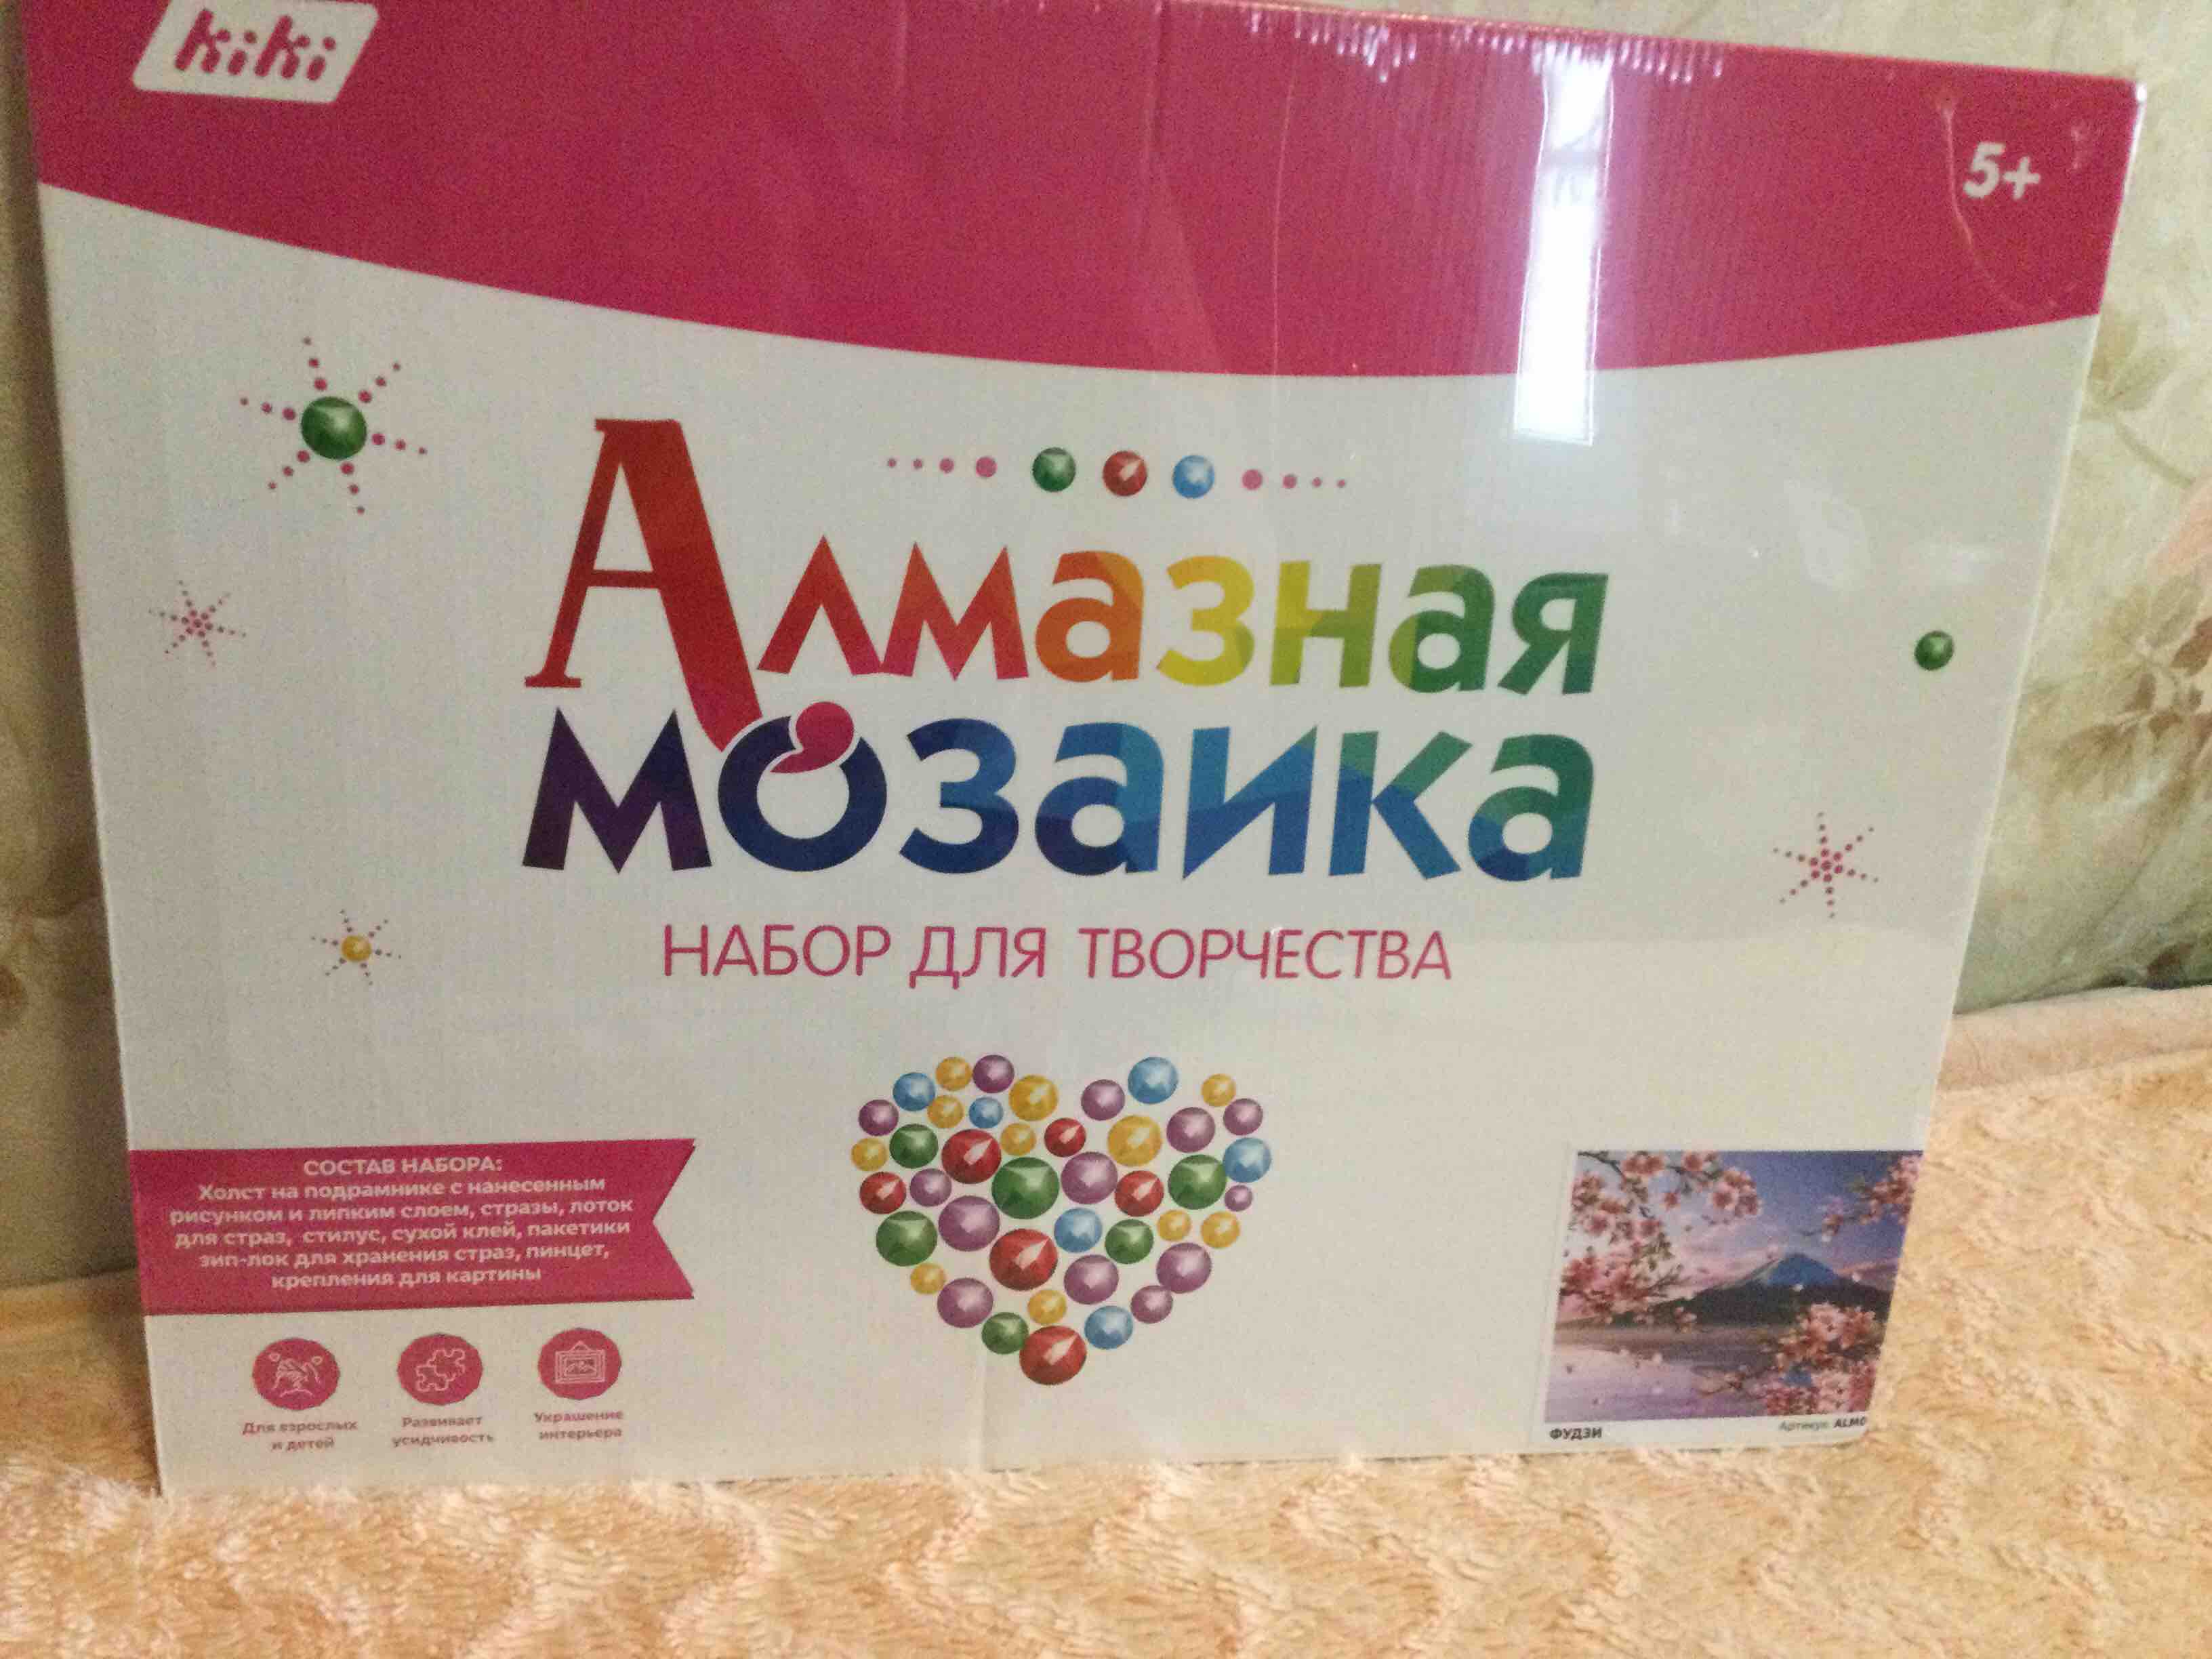 kiki
5+
Алмазная
мозаика
НАБОР ДЛЯ ТВОРЧЕСТВА
СОСТАВ НАБОРА:
Холст на подрамнике с нанесенным
рисунком и липким слоем, стразы, лоток
для страз, стилус, сухой клей, пакетики
зип-лок для хранения страз, пинцет,
крепления для картины
Для взрослых
и детей
Развивает
усидчивость
Украшение
интерьера
ФУДЗИ
Артикул: ALMO